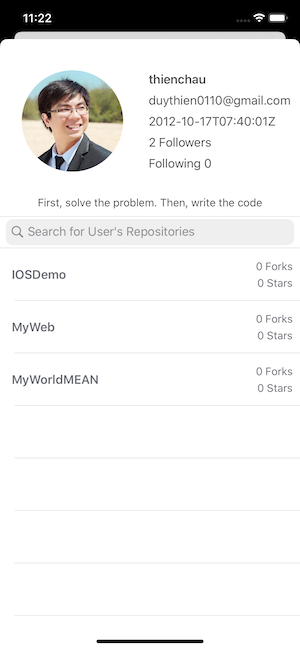 11:22
thienchau
duythien0110@gmail.com
2012-10-17T07:40:01Z
2 Followers
Following 0
First, solve the problem. Then, write the code
Search for User's Repositories
IOSDemo
0 Forks
0 Stars
MyWeb
0 Forks
0 Stars
MyWorldMEAN
0 Forks
0 Stars